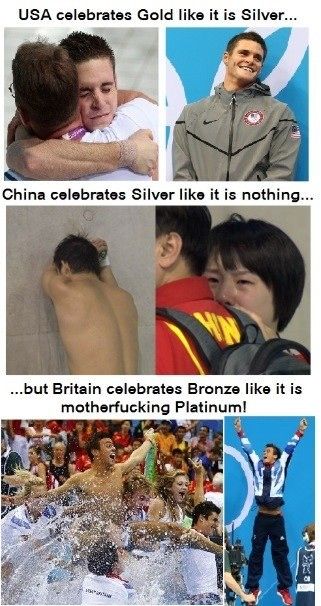 USA celebrates Gold like it is Silver...
China celebrates Silver like it is nothing...
...but Britain celebrates Bronze like it is
motherfucking Platinum!